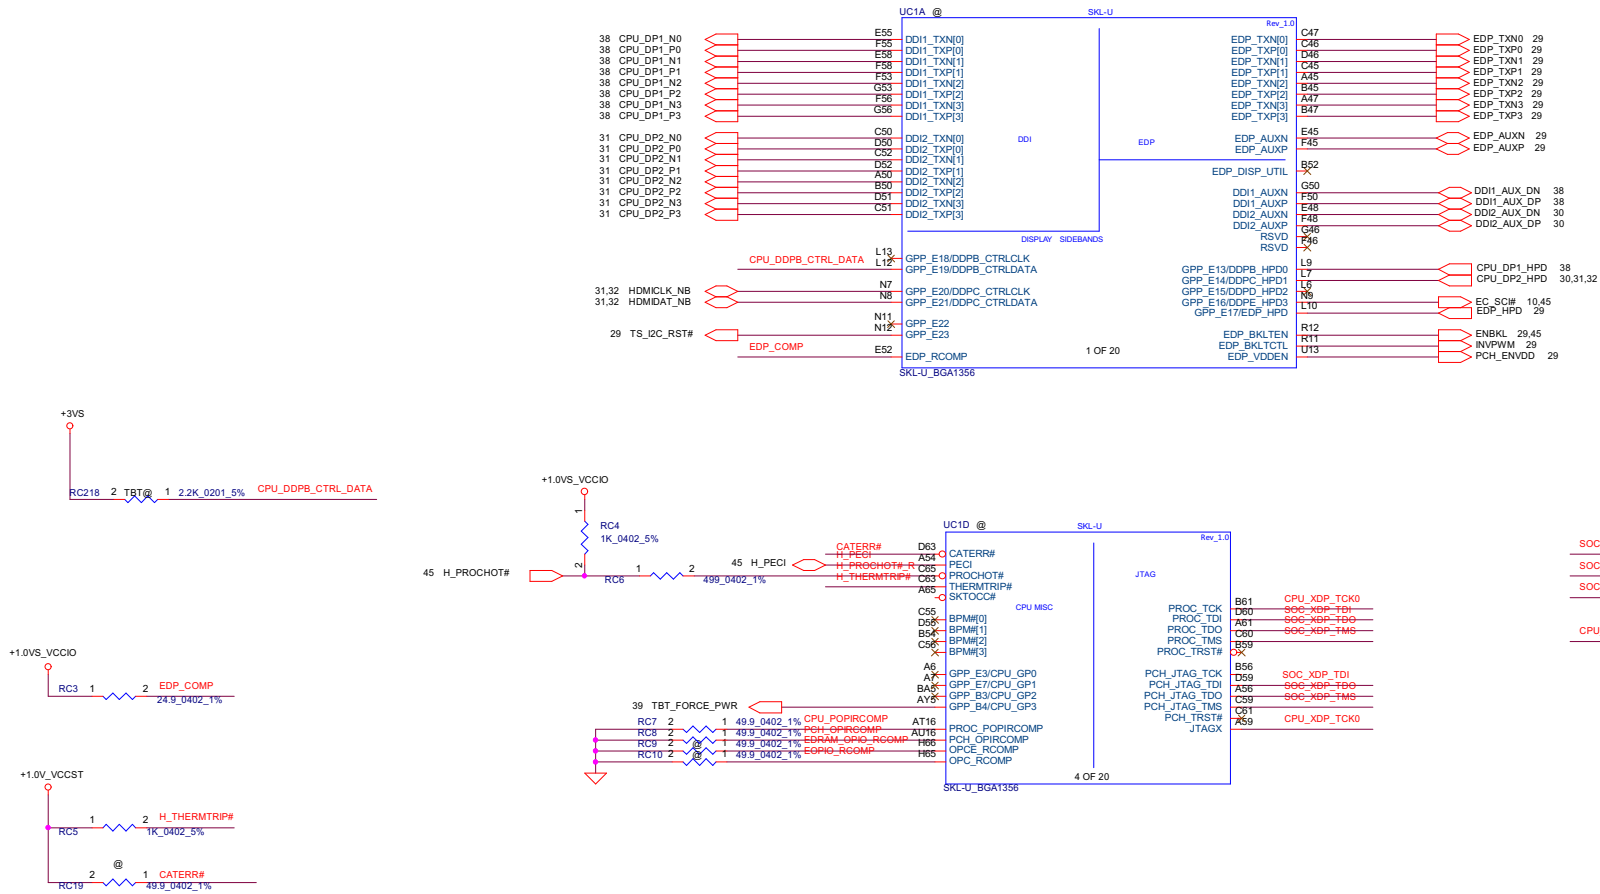 UC1A @ SKL-U
Rev_1.0
38 CPU_DP1_N0 E55 DDI1_TXN[0] EDP_TXN[0] C47 EDP_TXN0 29
38 CPU_DP1_P0 F55 DDI1_TXP[0] EDP_TXP[0] C46 EDP_TXP0 29
38 CPU_DP1_N1 E58 DDI1_TXN[1] EDP_TXN[1] D46 EDP_TXN1 29
38 CPU_DP1_P1 F58 DDI1_TXP[1] EDP_TXP[1] C45 EDP_TXP1 29
38 CPU_DP1_N2 F53 DDI1_TXN[2] EDP_TXN[2] A45 EDP_TXN2 29
38 CPU_DP1_P2 G53 DDI1_TXP[2] EDP_TXP[2] B45 EDP_TXP2 29
38 CPU_DP1_N3 F56 DDI1_TXN[3] EDP_TXN[3] A47 EDP_TXN3 29
38 CPU_DP1_P3 G56 DDI1_TXP[3] EDP_TXP[3] B47 EDP_TXP3 29
31 CPU_DP2_N0 C50 DDI2_TXN[0] DDI EDP EDP_AUXN E45 EDP_AUXN 29
31 CPU_DP2_P0 D50 DDI2_TXP[0] EDP_AUXP F45 EDP_AUXP 29
31 CPU_DP2_N1 C52 DDI2_TXN[1]
31 CPU_DP2_P1 D52 DDI2_TXP[1] EDP_DISP_UTIL B52
31 CPU_DP2_N2 A50 DDI2_TXN[2]
31 CPU_DP2_P2 B50 DDI2_TXP[2] DDI1_AUXN G50 DDI1_AUX_DN 38
31 CPU_DP2_N3 D51 DDI2_TXN[3] DDI1_AUXP F50 DDI1_AUX_DP 38
31 CPU_DP2_P3 C51 DDI2_TXP[3] DDI2_AUXN E48 DDI2_AUX_DN 30
DDI2_AUXP F48 DDI2_AUX_DP 30
DISPLAY SIDEBANDS RSVD G46
RSVD F46
L13 GPP_E18/DDPB_CTRLCLK
CPU_DDPB_CTRL_DATA L12 GPP_E19/DDPB_CTRLDATA GPP_E13/DDPB_HPD0 L9 CPU_DP1_HPD 38
GPP_E14/DDPC_HPD1 L7 CPU_DP2_HPD 30,31,32
31,32 HDMICLK_NB N7 GPP_E20/DDPC_CTRLCLK GPP_E15/DDPD_HPD2 L6
31,32 HDMIDAT_NB N8 GPP_E21/DDPC_CTRLDATA GPP_E16/DDPE_HPD3 N9 EC_SCI# 10,45
GPP_E17/EDP_HPD L10 EDP_HPD 29
N11 GPP_E22
29 TS_I2C_RST# N12 GPP_E23 EDP_BKLTEN R12 ENBKL 29,45
EDP_BKLTCTL R11 INVPWM 29
EDP_COMP E52 EDP_RCOMP 1 OF 20 EDP_VDDEN U13 PCH_ENVDD 29
SKL-U_BGA1356
+3VS
RC218 2 TBT@ 1 2.2K_0201_5% CPU_DDPB_CTRL_DATA
+1.0VS_VCCIO
1
RC4
1K_0402_5%
2
45 H_PROCHOT# RC6 1 2 499_0402_1%
UC1D @ SKL-U
Rev_1.0
CATERR# D63 CATERR#
45 H_PECI H_PECI A54 PECI
H_PROCHOT#_R C65 PROCHOT# JTAG
H_THERMTRIP# C63 THERMTRIP#
A65 SKTOCC#
CPU MISC PROC_TCK B61 CPU_XDP_TCK0
C55 BPM#[0] PROC_TDI D60 SOC_XDP_TDI
D55 BPM#[1] PROC_TDO A61 SOC_XDP_TDO
B54 BPM#[2] PROC_TMS C60 SOC_XDP_TMS
C56 BPM#[3] PROC_TRST# B59
A6 GPP_E3/CPU_GP0 PCH_JTAG_TCK B56
A7 GPP_E7/CPU_GP1 PCH_JTAG_TDI D59 SOC_XDP_TDI
BA5 GPP_B3/CPU_GP2 PCH_JTAG_TDO A56 SOC_XDP_TDO
39 TBT_FORCE_PWR AY5 GPP_B4/CPU_GP3 PCH_JTAG_TMS C59 SOC_XDP_TMS
PCH_TRST# C61
RC7 2 1 49.9_0402_1% CPU_POPIRCOMP AT16 PROC_POPIRCOMP JTAGX A59 CPU_XDP_TCK0
RC8 2 1 49.9_0402_1% PCH_OPIRCOMP AU16 PCH_OPIRCOMP
RC9 2 @ 1 49.9_0402_1% EDRAM_OPIO_RCOMP H66 OPCE_RCOMP
RC10 2 @ 1 49.9_0402_1% EOPIO_RCOMP H65 OPC_RCOMP
4 OF 20
SKL-U_BGA1356
SOC
SOC
SOC
CPU
+1.0VS_VCCIO
RC3 1 2 EDP_COMP
24.9_0402_1%
+1.0V_VCCST
RC5 1 2 H_THERMTRIP#
1K_0402_5%
@
RC19 2 1 CATERR#
49.9_0402_1%